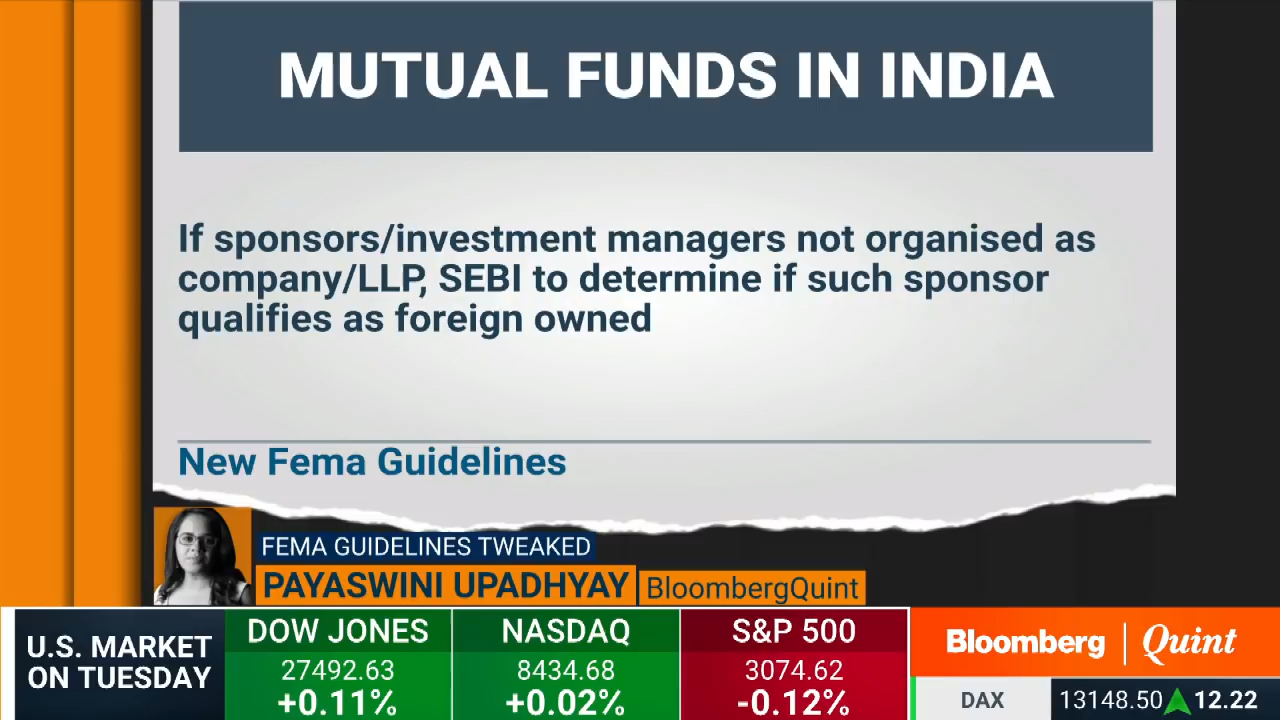 MUTUAL FUNDS IN INDIA
If sponsors/investment managers not organised as
company/LLP, SEBI to determine if such sponsor
qualifies as foreign owned
New Fema Guidelines
FEMA GUIDELINES TWEAKED
PAYASWINI UPADHYAY BloombergQuint
U.S. MARKET
ON TUESDAY
DOW JONES
27492.63
+0.11%
NASDAQ
8434.68
+0.02%
S&P 500
3074.62
-0.12%
Bloomberg | Quint
DAX 13148.50 12.22